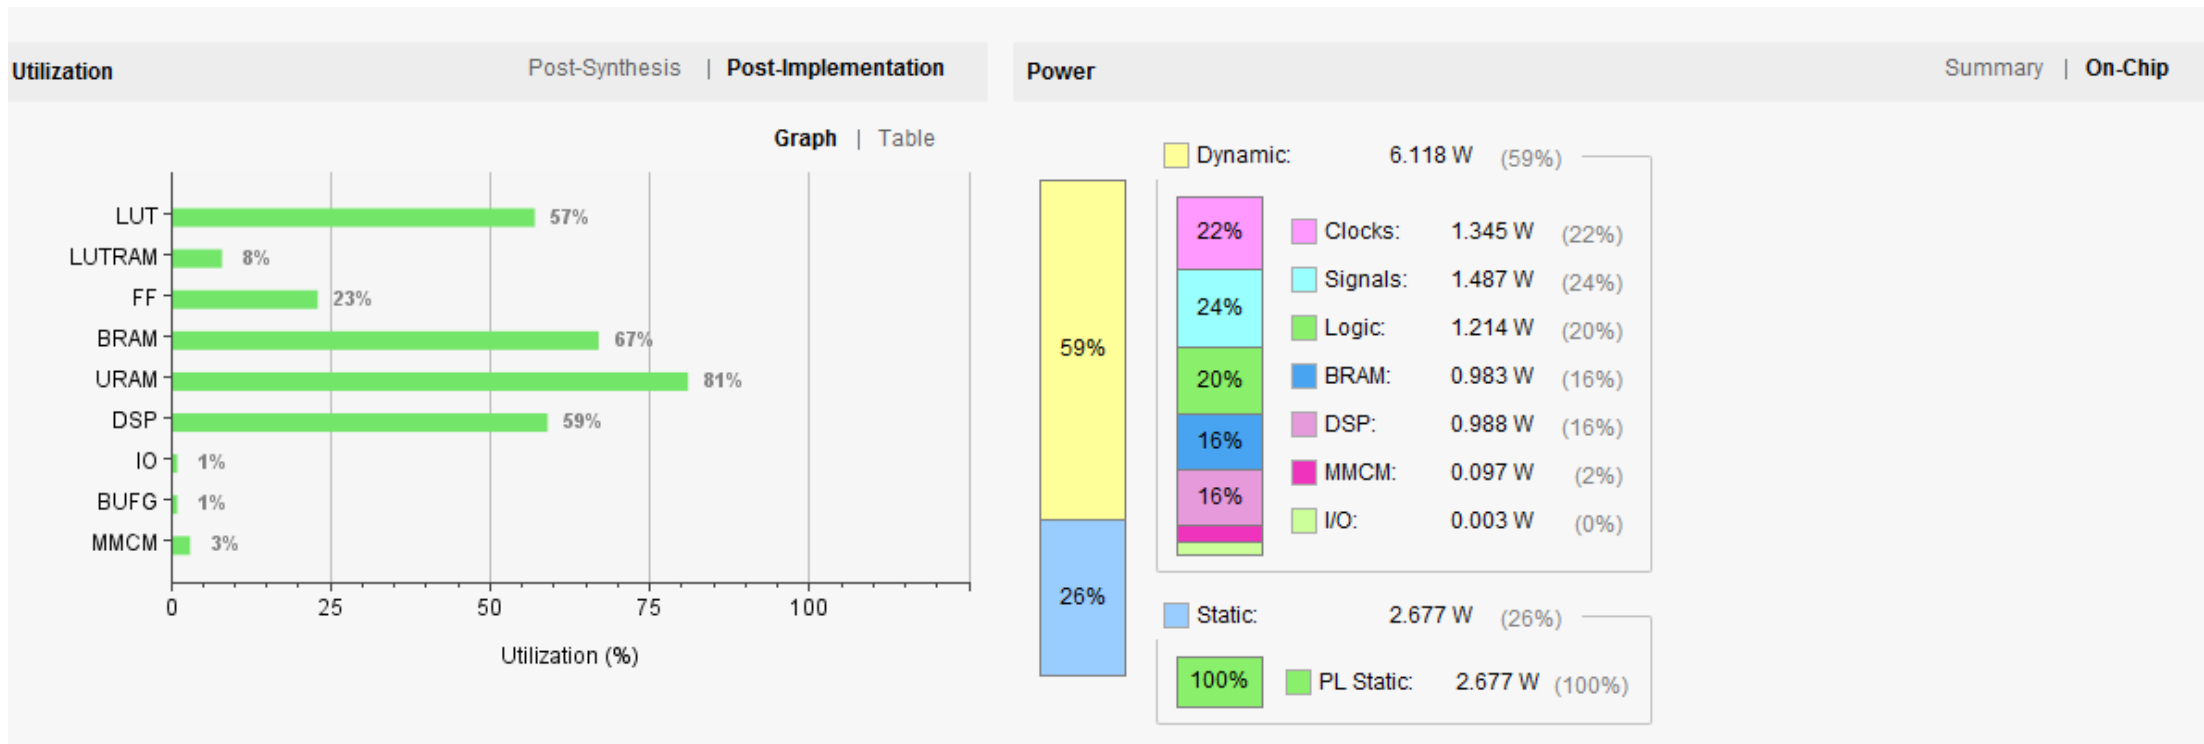 Utilization
Post-Synthesis | Post-Implementation
Graph | Table
LUT 57%
LUTRAM 8%
FF 23%
BRAM 67%
URAM 81%
DSP 59%
IO 1%
BUFG 1%
MMCM 3%
0 25 50 75 100
Utilization (%)
Power
Summary | On-Chip
59%
26%
Dynamic: 6.118 W (59%)
22% Clocks: 1.345 W (22%)
24% Signals: 1.487 W (24%)
20% Logic: 1.214 W (20%)
16% BRAM: 0.983 W (16%)
16% DSP: 0.988 W (16%)
MMCM: 0.097 W (2%)
I/O: 0.003 W (0%)
Static: 2.677 W (26%)
100% PL Static: 2.677 W (100%)